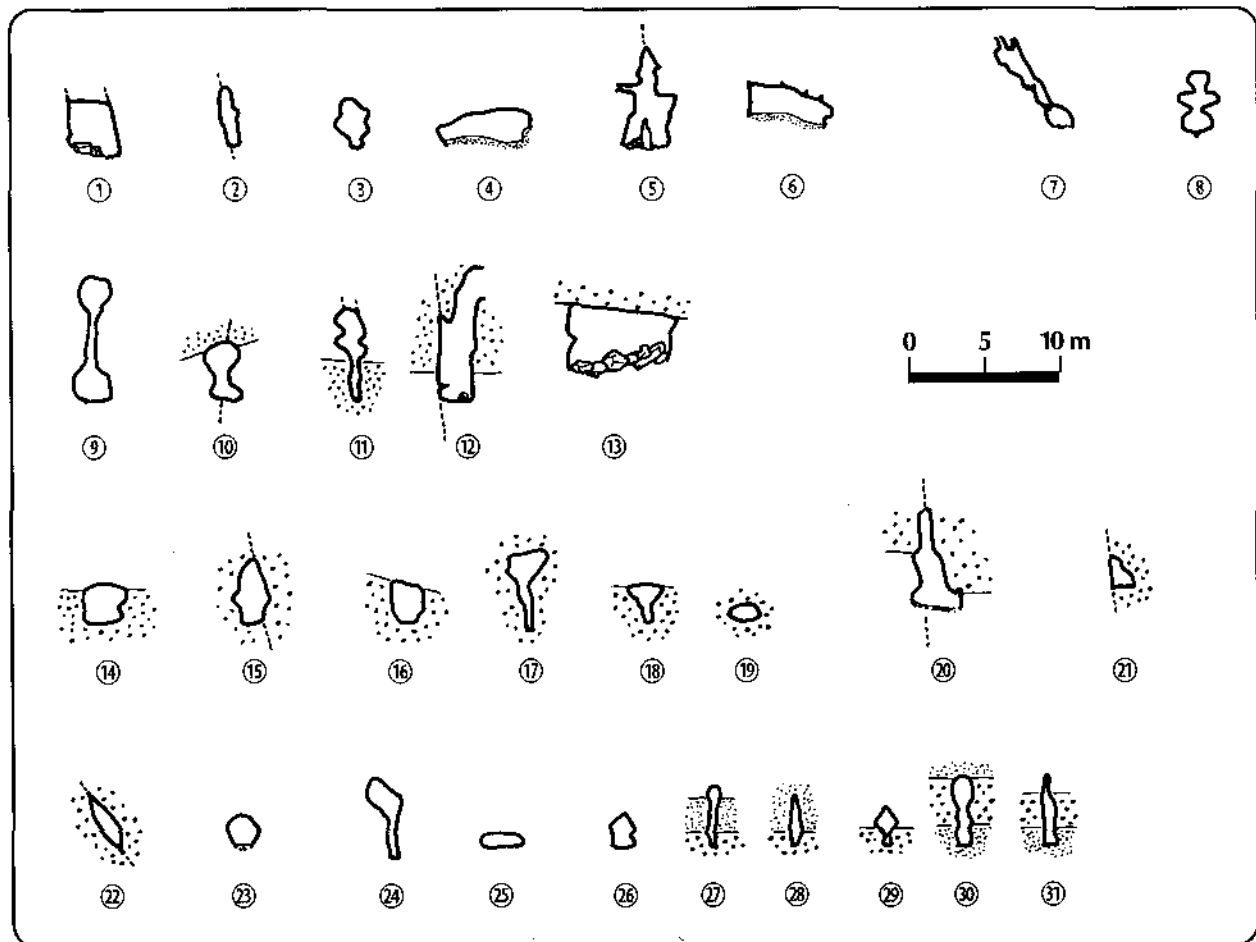 ① ② ③ ④ ⑤ ⑥ ⑦ ⑧
0 5 10 m
⑨ ⑩ ⑪ ⑫ ⑬
⑭ ⑮ ⑯ ⑰ ⑱ ⑲ ⑳ ㉑
㉒ ㉓ ㉔ ㉕ ㉖ ㉗ ㉘ ㉙ ㉚ ㉛